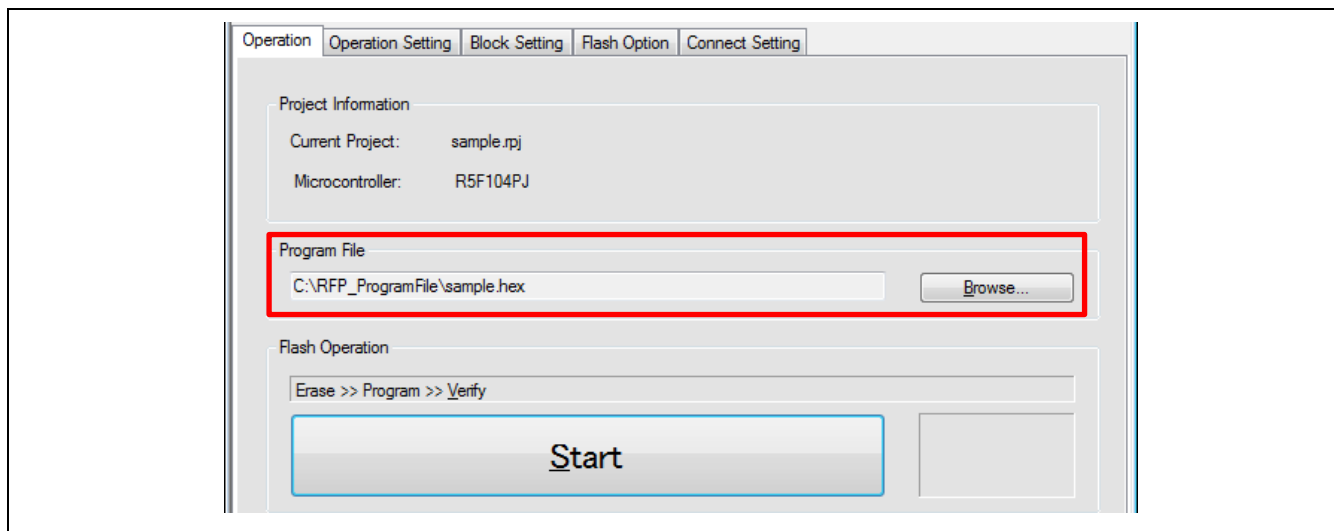 Operation Operation Setting Block Setting Flash Option Connect Setting
Project Information
Current Project: sample.rpj
Microcontroller: R5F104PJ
Program File
C:\RFP_ProgramFile\sample.hex Browse...
Flash Operation
Erase >> Program >> Verify
Start